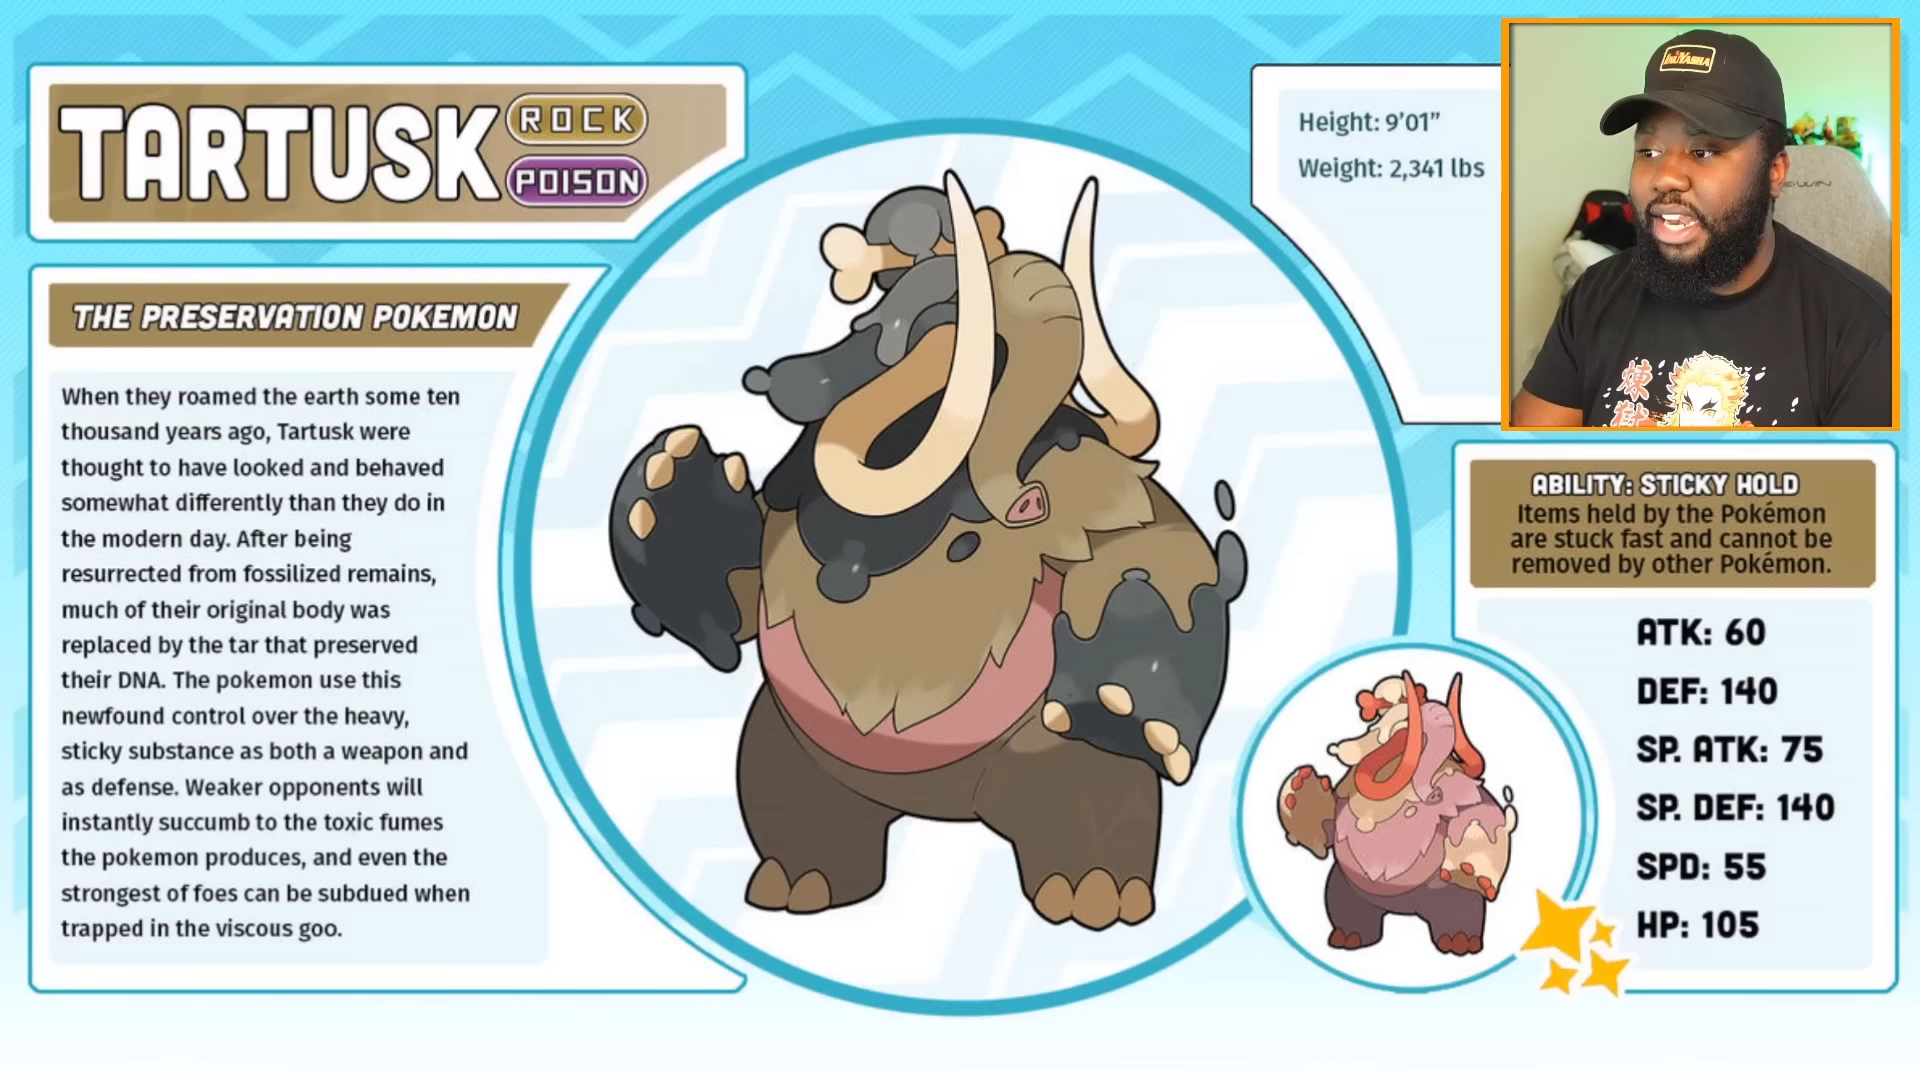 TARTUSK
ROCK
POISON
THE PRESERVATION POKEMON
When they roamed the earth some ten
thousand years ago, Tartusk were
thought to have looked and behaved
somewhat differently than they do in
the modern day. After being
resurrected from fossilized remains,
much of their original body was
replaced by the tar that preserved
their DNA. The pokemon use this
newfound control over the heavy,
sticky substance as both a weapon and
as defense. Weaker opponents will
instantly succumb to the toxic fumes
the pokemon produces, and even the
strongest of foes can be subdued when
trapped in the viscous goo.
Height: 9'01”
Weight: 2,341 lbs
INUYASHA
煉
ABILITY: STICKY HOLD
Items held by the Pokémon
are stuck fast and cannot be
removed by other Pokémon.
ATK: 60
DEF: 140
SP. ATK: 75
SP. DEF: 140
SPD: 55
HP: 105